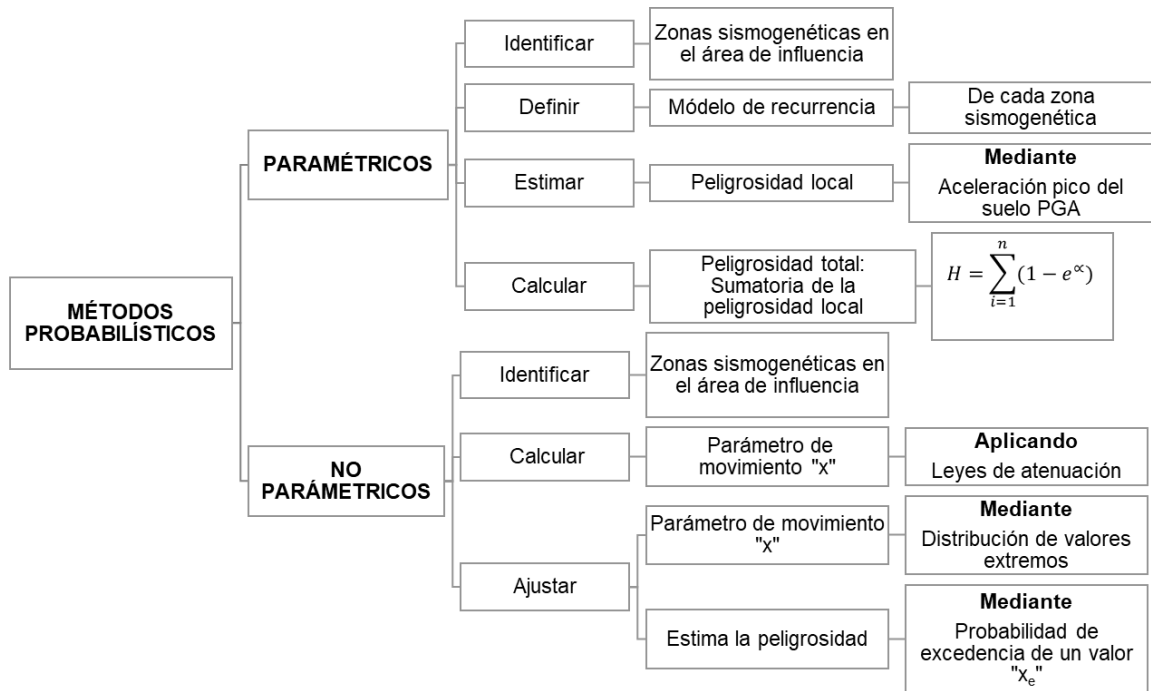 MÉTODOS
PROBABILÍSTICOS
PARAMÉTRICOS
Identificar
Zonas sismogenéticas en
el área de influencia
Definir
Módelo de recurrencia
De cada zona
sismogenética
Estimar
Peligrosidad local
Mediante
Aceleración pico del
suelo PGA
Calcular
Peligrosidad total:
Sumatoria de la
peligrosidad local
H = \sum_{i=1}^{n} (1 - e^{∝})
NO
PARÁMETRICOS
Identificar
Zonas sismogenéticas en
el área de influencia
Calcular
Parámetro de
movimiento "x"
Aplicando
Leyes de atenuación
Ajustar
Parámetro de movimiento
"x"
Mediante
Distribución de valores
extremos
Estima la peligrosidad
Mediante
Probabilidad de
excedencia de un valor
"xₑ"